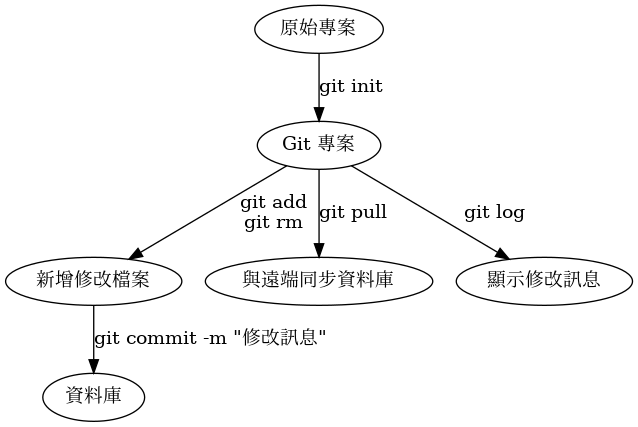 原始專案
git init
Git 專案
git add
git rm
git pull
git log
新增修改檔案
與遠端同步資料庫
顯示修改訊息
git commit -m "修改訊息"
資料庫